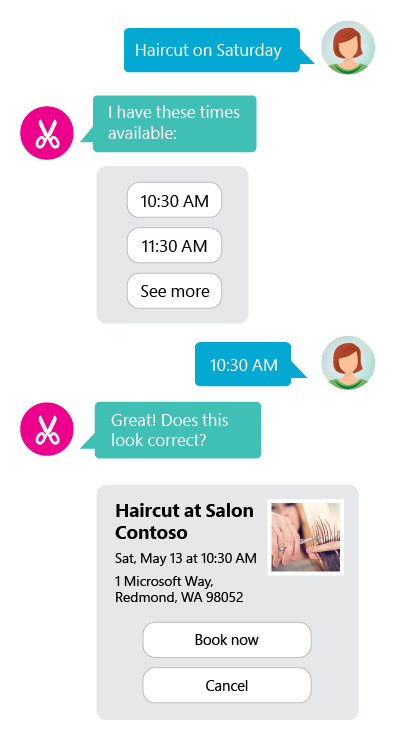 Haircut on Saturday
I have these times
available:
10:30 AM
11:30 AM
See more
10:30 AM
Great! Does this
look correct?
Haircut at Salon
Contoso
Sat, May 13 at 10:30 AM
1 Microsoft Way,
Redmond, WA 98052
Book now
Cancel